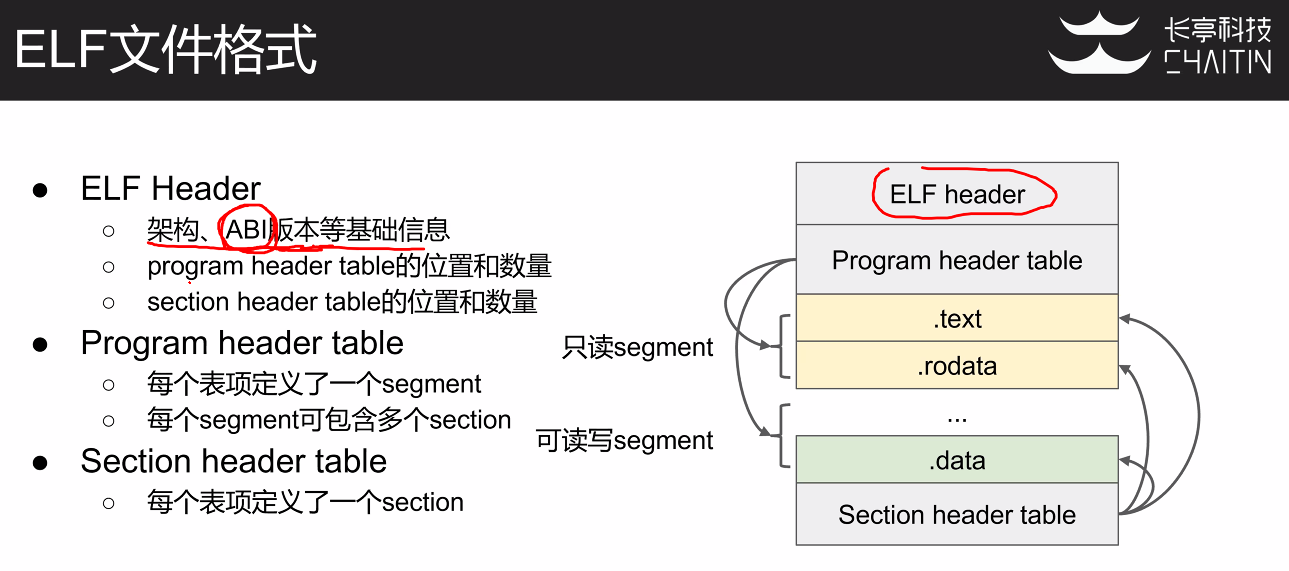 ELF文件格式
长亭科技
CHAITIN
ELF Header
架构、ABI版本等基础信息
program header table的位置和数量
section header table的位置和数量
Program header table
每个表项定义了一个segment
每个segment可包含多个section
Section header table
每个表项定义了一个section
只读segment
可读写segment
ELF header
Program header table
.text
.rodata
...
.data
Section header table